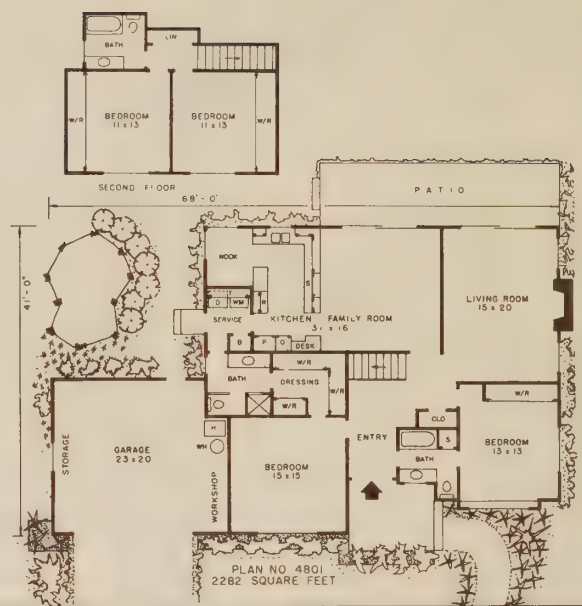 BATH
LIN
W/R
BEDROOM
11 x 13
BEDROOM
11 x 13
W/R
SECOND FLOOR
68' - 0"
PATIO
41' - 0"
NOOK
S
LIVING ROOM
15 x 20
D WM
R
SERVICE
KITCHEN FAMILY ROOM
31 x 16
B P O DESK
BATH
W/R
DRESSING
W/R
W/R
W/R
CLO
STORAGE
GARAGE
23 x 20
H
WH
WORKSHOP
BEDROOM
15 x 15
ENTRY
S
BATH
BEDROOM
13 x 13
PLAN NO 4801
2282 SQUARE FEET